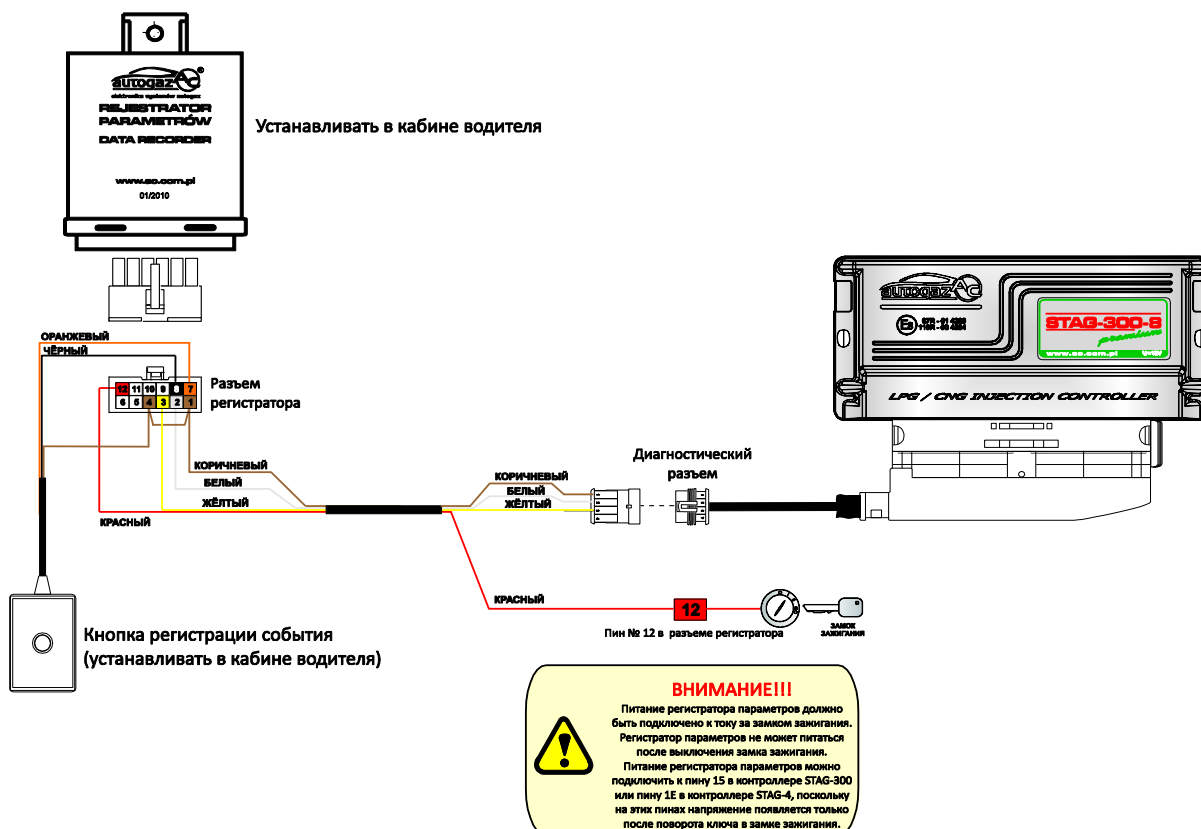 autogaz AC ®
elektronika systemów autogaz
REJESTRATOR
PARAMETRÓW
DATA RECORDER
www.ac.com.pl
01/2010
Устанавливать в кабине водителя
ОРАНЖЕВЫЙ
ЧЁРНЫЙ
12 11 10 9 8 7
6 5 4 3 2 1
Разъем
регистратора
autogaz AC
E8
STAG-300-8
premium
www.ac.com.pl
LPG / CNG INJECTION CONTROLLER
КОРИЧНЕВЫЙ
БЕЛЫЙ
ЖЁЛТЫЙ
КРАСНЫЙ
КОРИЧНЕВЫЙ
БЕЛЫЙ
ЖЁЛТЫЙ
Диагностический
разъем
КРАСНЫЙ
12
Пин № 12 в разъеме регистратора
ЗАМОК
ЗАЖИГАНИЯ
Кнопка регистрации события
(устанавливать в кабине водителя)
ВНИМАНИЕ!!!
Питание регистратора параметров должно
быть подключено к току за замком зажигания.
Регистратор параметров не может питаться
после выключения замка зажигания.
Питание регистратора параметров можно
подключить к пину 15 в контроллере STAG-300
или пину 1E в контроллере STAG-4, поскольку
на этих пинах напряжение появляется только
после поворота ключа в замке зажигания.